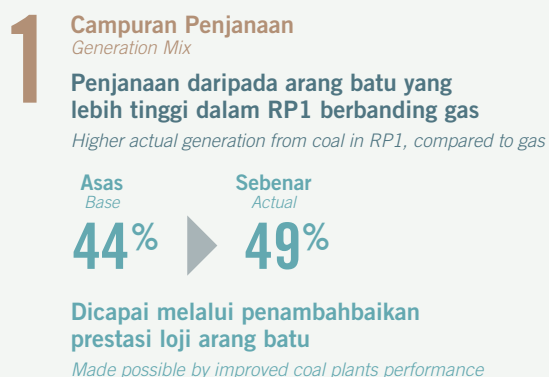 1
Campuran Penjanaan
Generation Mix
Penjanaan daripada arang batu yang
lebih tinggi dalam RP1 berbanding gas
Higher actual generation from coal in RP1, compared to gas
Asas Sebenar
Base Actual
44% 49%
Dicapai melalui penambahbaikan
prestasi loji arang batu
Made possible by improved coal plants performance